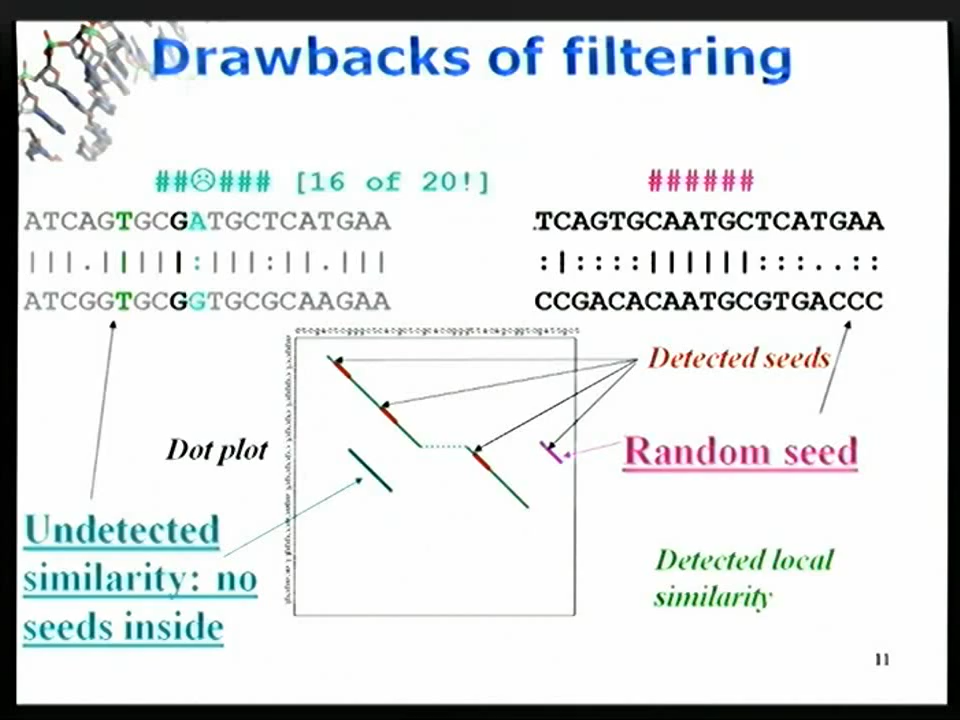 Drawbacks of filtering
##☹### [16 of 20!]
######
ATCAGTGCGATGCTCATGAA
.TCAGTGCAATGCTCATGAA
|||.|||||:|||:||.|||
:|::::||||||:::..::
ATCGGTGCGGTGCGCAAGAA
CCGACACAATGCGTGACCC
Detected seeds
Dot plot
Random seed
Undetected
similarity: no
seeds inside
Detected local
similarity
11